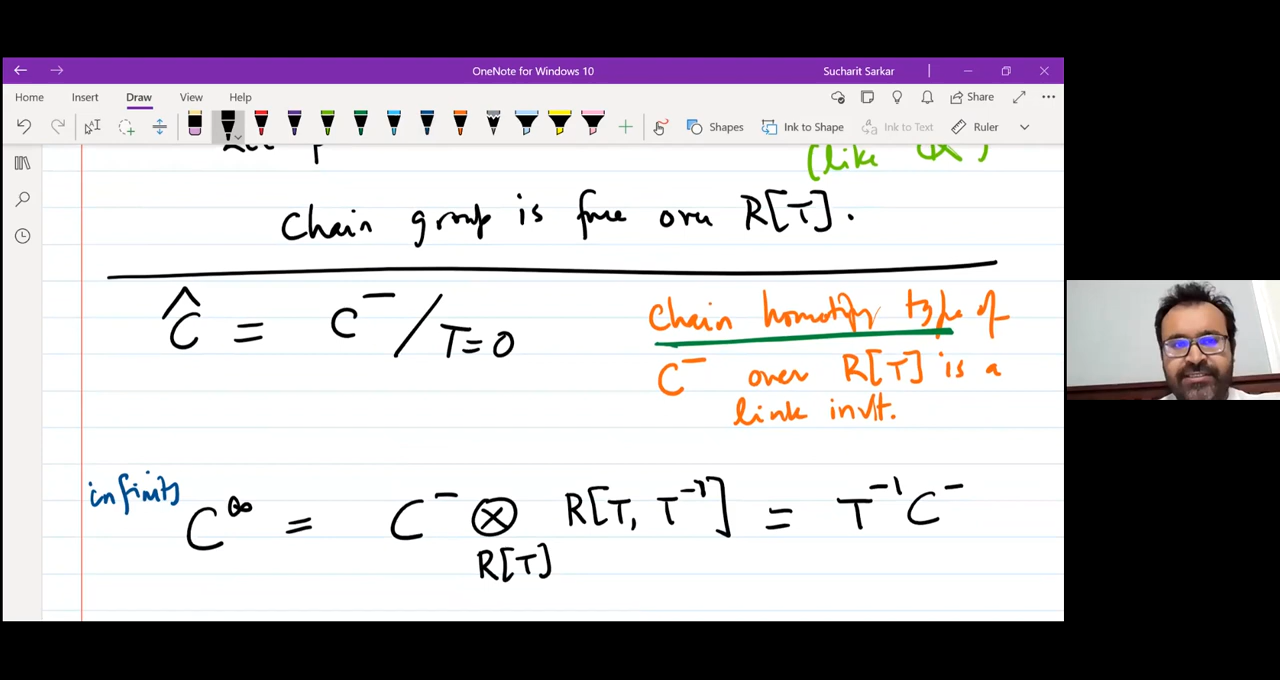 OneNote for Windows 10
Sucharit Sarkar
Home Insert Draw View Help
Share
Shapes
Ink to Shape
Ink to Text
Ruler
(like
Chain group is free over R[T].
Ĉ = C⁻ / T=0
Chain homotopy type of
C⁻ over R[T] is a
link invt.
infinity
C^∞ = C⁻ ⊗_{R[T]} R[T, T⁻¹] = T⁻¹C⁻